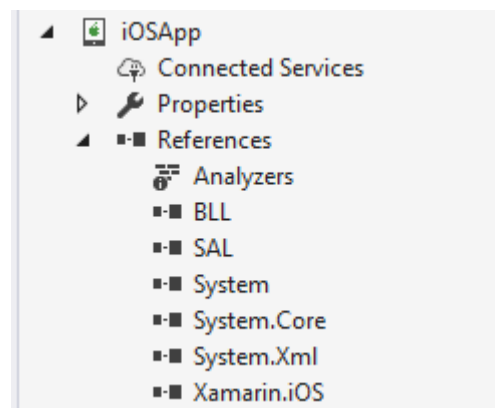 iOSApp
Connected Services
Properties
References
Analyzers
BLL
SAL
System
System.Core
System.Xml
Xamarin.iOS